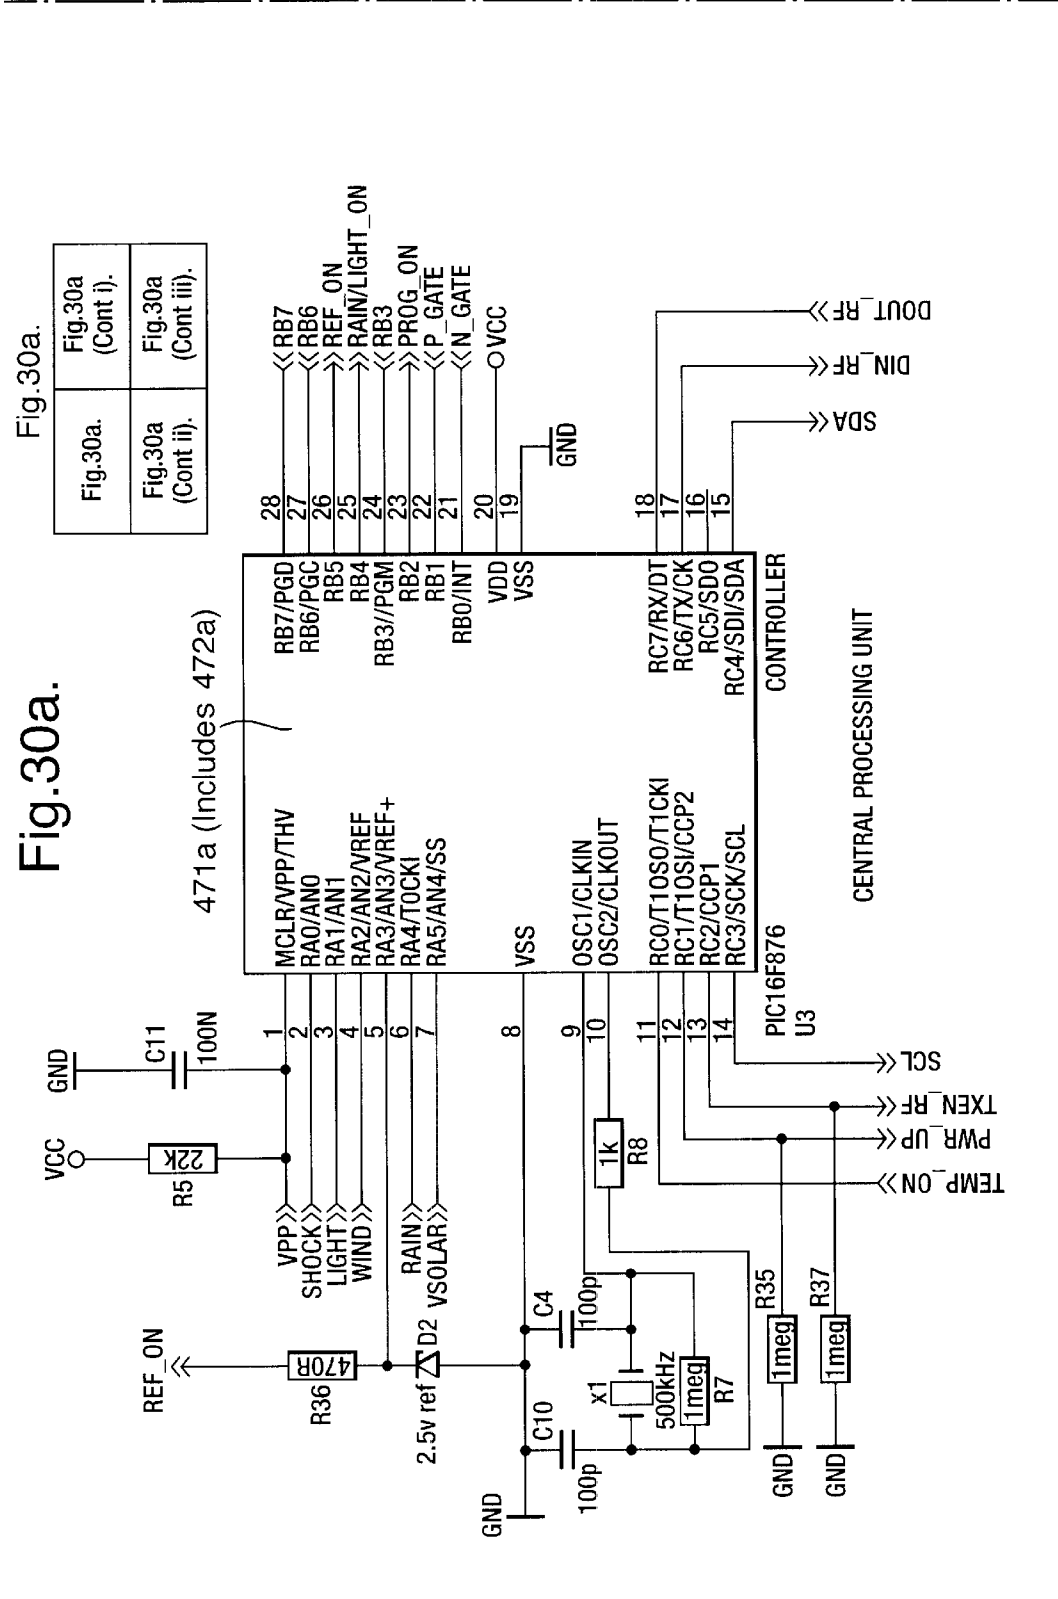 Fig.30a.
Fig.30a.
Fig.30a.
Fig.30a
(Cont i).
Fig.30a
(Cont ii).
Fig.30a
(Cont iii).
471a (Includes 472a)
GND
C11
100N
VCC
22k
R5
REF_ON
470R
R36
2.5v ref
D2
VPP
SHOCK
LIGHT
WIND
RAIN
VSOLAR
1
2
3
4
5
6
7
8
9
10
11
12
13
14
MCLR/VPP/THV
RA0/AN0
RA1/AN1
RA2/AN2/VREF
RA3/AN3/VREF+
RA4/TOCKI
RA5/AN4/SS
VSS
OSC1/CLKIN
OSC2/CLKOUT
RC0/T1OSO/T1CKI
RC1/T1OSI/CCP2
RC2/CCP1
RC3/SCK/SCL
RB7/PGD
RB6/PGC
RB5
RB4
RB3//PGM
RB2
RB1
RB0/INT
VDD
VSS
RC7/RX/DT
RC6/TX/CK
RC5/SDO
RC4/SDI/SDA
28
27
26
25
24
23
22
21
20
19
18
17
16
15
RB7
RB6
REF_ON
RAIN/LIGHT_ON
RB3
PROG_ON
P_GATE
N_GATE
VCC
GND
DOUT_RF
DIN_RF
SDA
PIC16F876
U3
CONTROLLER
SCL
TXEN_RF
PWR_UP
TEMP_ON
1k
R8
C4
100p
C10
100p
GND
x1
500kHz
1meg
R7
R35
1meg
GND
R37
1meg
GND
CENTRAL PROCESSING UNIT